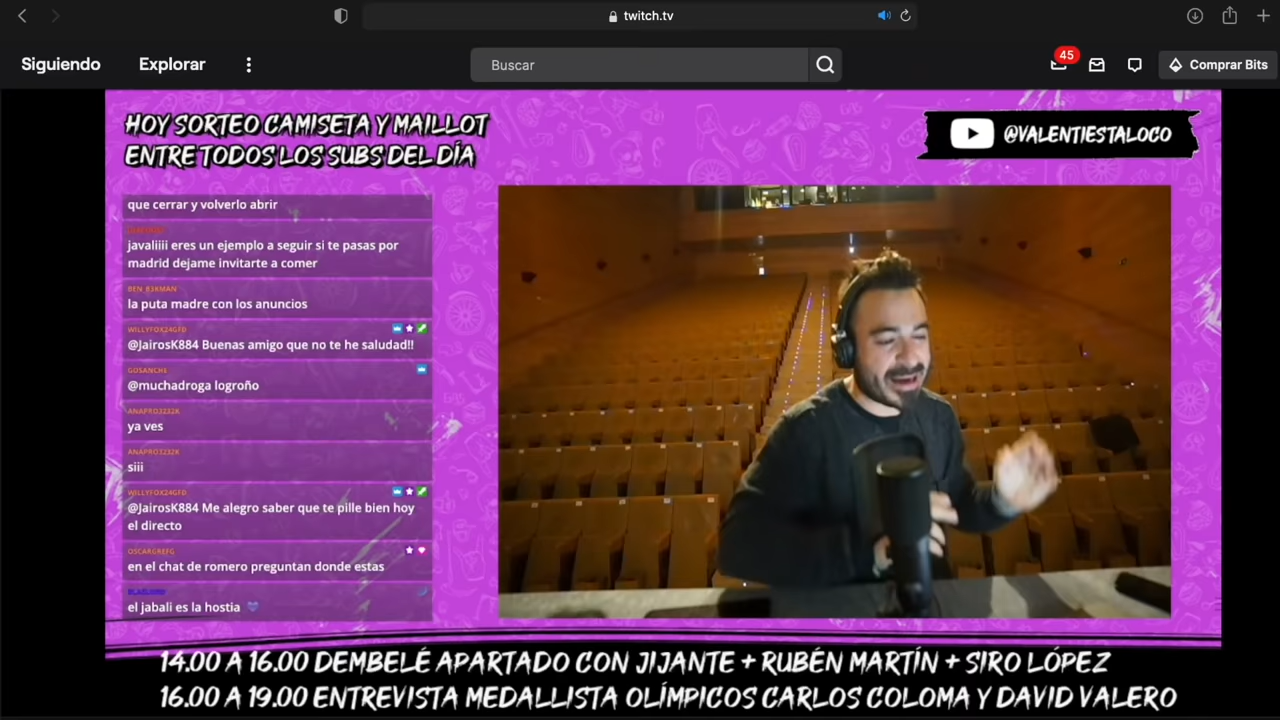 twitch.tv
Siguiendo
Explorar
Buscar
45
Comprar Bits
HOY SORTEO CAMISETA Y MAILLOT
ENTRE TODOS LOS SUBS DEL DÍA
@VALENTIESTALOCO
que cerrar y volverlo abrir
javaliiii eres un ejemplo a seguir si te pasas por
madrid dejame invitarte a comer
BEN_B3KMAN
la puta madre con los anuncios
WILLYFOX24GFD
@JairosK884 Buenas amigo que no te he saludad!!
GOSANCHE
@muchadroga logroño
ANAPRO3232K
ya ves
ANAPRO3232K
siii
WILLYFOX24GFD
@JairosK884 Me alegro saber que te pille bien hoy
el directo
OSCARGREFG
en el chat de romero preguntan donde estas
el jabali es la hostia
14.00 A 16.00 DEMBELÉ APARTADO CON JIJANTE + RUBÉN MARTÍN + SIRO LÓPEZ
16.00 A 19.00 ENTREVISTA MEDALLISTA OLÍMPICOS CARLOS COLOMA Y DAVID VALERO